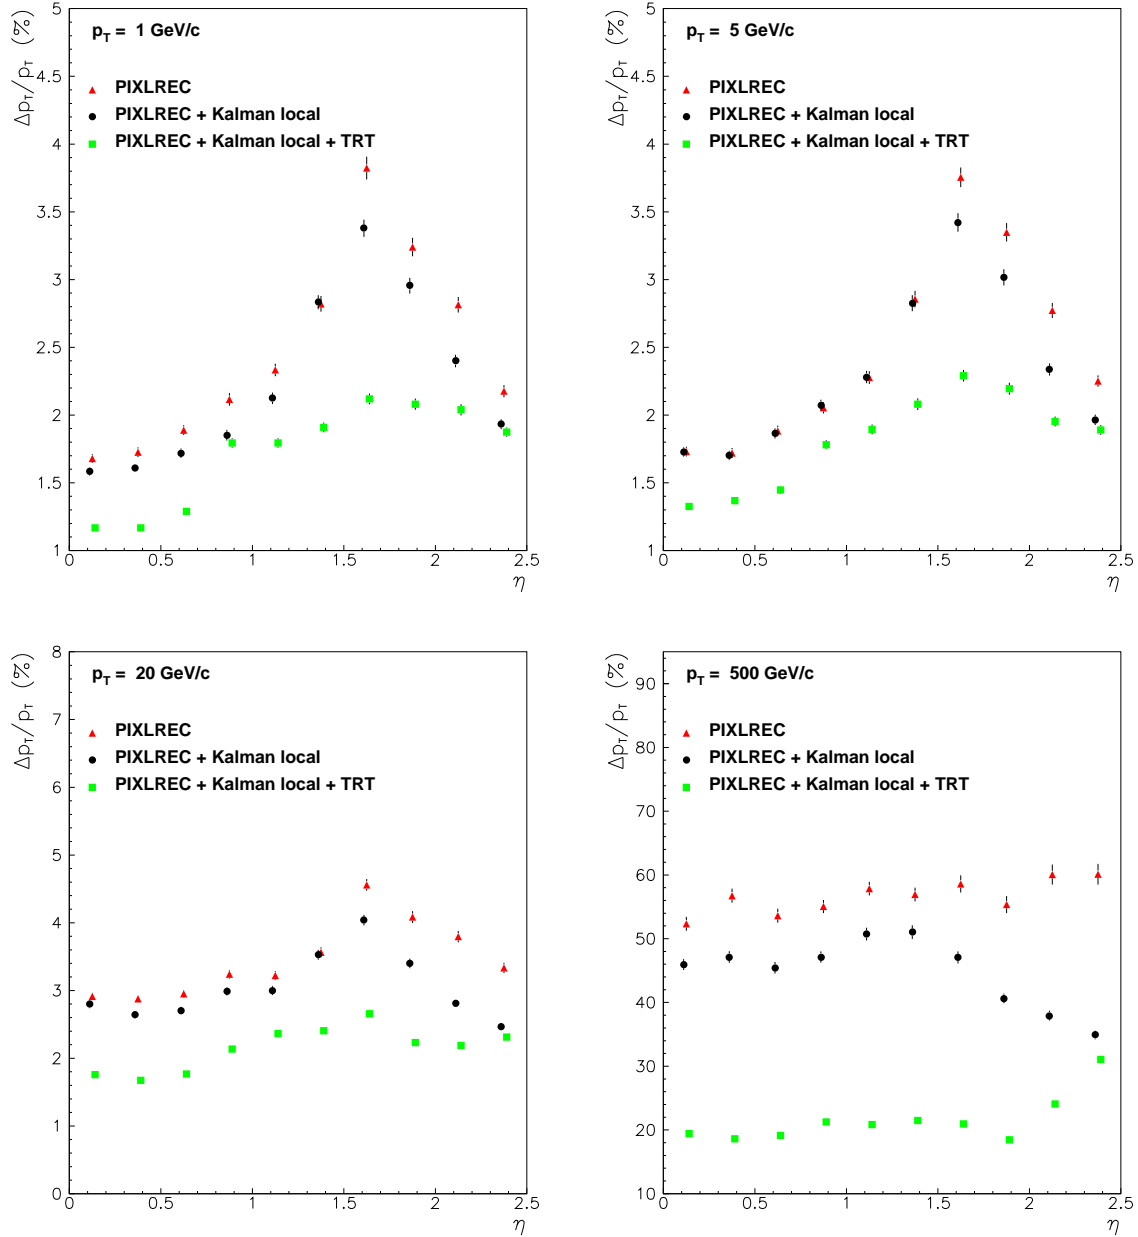 Δp_T/p_T (%)
p_T = 1 GeV/c
PIXLREC
PIXLREC + Kalman local
PIXLREC + Kalman local + TRT
5
4.5
4
3.5
3
2.5
2
1.5
1
0 0.5 1 1.5 2 2.5
η
Δp_T/p_T (%)
p_T = 5 GeV/c
PIXLREC
PIXLREC + Kalman local
PIXLREC + Kalman local + TRT
5
4.5
4
3.5
3
2.5
2
1.5
1
0 0.5 1 1.5 2 2.5
η
Δp_T/p_T (%)
p_T = 20 GeV/c
PIXLREC
PIXLREC + Kalman local
PIXLREC + Kalman local + TRT
8
7
6
5
4
3
2
1
0
0 0.5 1 1.5 2 2.5
η
Δp_T/p_T (%)
p_T = 500 GeV/c
PIXLREC
PIXLREC + Kalman local
PIXLREC + Kalman local + TRT
90
80
70
60
50
40
30
20
10
0 0.5 1 1.5 2 2.5
η